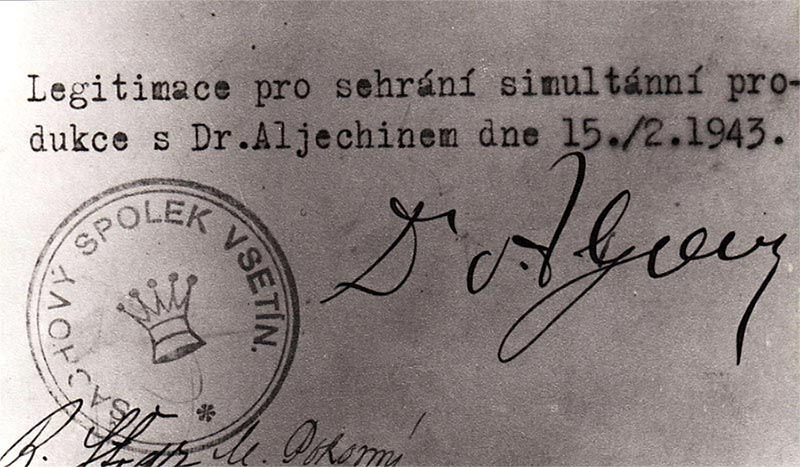 Legitimace pro sehrání simultánní pro-
dukce s Dr.Aljechinem dne 15./2.1943.
ŠACHOVÝ SPOLEK VSETÍN.
*
Dr. Aljechin